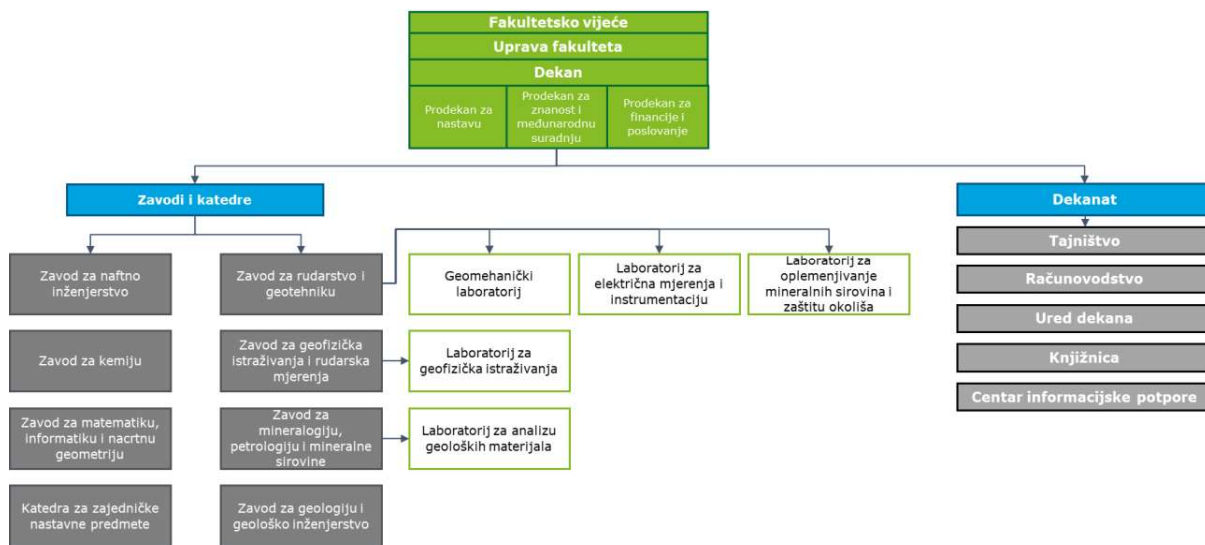 Fakultetsko vijeće
Uprava fakulteta
Dekan
Prodekan za
nastavu
Prodekan za
znanost i
međunarodnu
suradnju
Prodekan za
financije i
poslovanje
Zavodi i katedre
Dekanat
Zavod za naftno
inženjerstvo
Zavod za rudarstvo i
geotehniku
Geomehanički
laboratorij
Laboratorij za
električna mjerenja i
instrumentaciju
Laboratorij za
oplemenjivanje
mineralnih sirovina i
zaštitu okoliša
Zavod za kemiju
Zavod za geofizička
istraživanja i rudarska
mjerenja
Laboratorij za
geofizička istraživanja
Zavod za matematiku,
informatiku i nacrtnu
geometriju
Zavod za
mineralogiju,
petrologiju i mineralne
sirovine
Laboratorij za analizu
geoloških materijala
Katedra za zajedničke
nastavne predmete
Zavod za geologiju i
geološko inženjerstvo
Tajništvo
Računovodstvo
Ured dekana
Knjižnica
Centar informacijske potpore